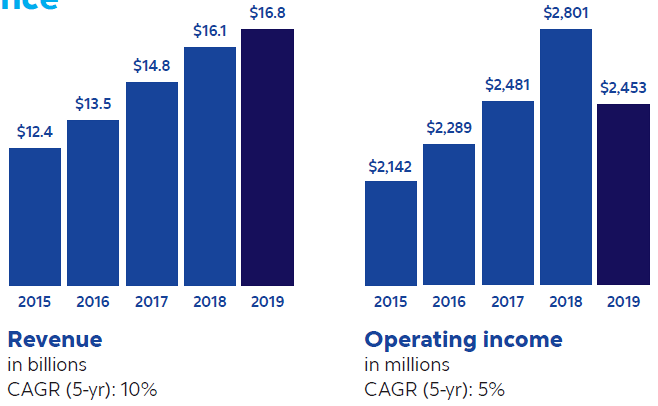 $12.4 $13.5 $14.8 $16.1 $16.8
2015 2016 2017 2018 2019
Revenue
in billions
CAGR (5-yr): 10%
$2,142 $2,289 $2,481 $2,801 $2,453
2015 2016 2017 2018 2019
Operating income
in millions
CAGR (5-yr): 5%